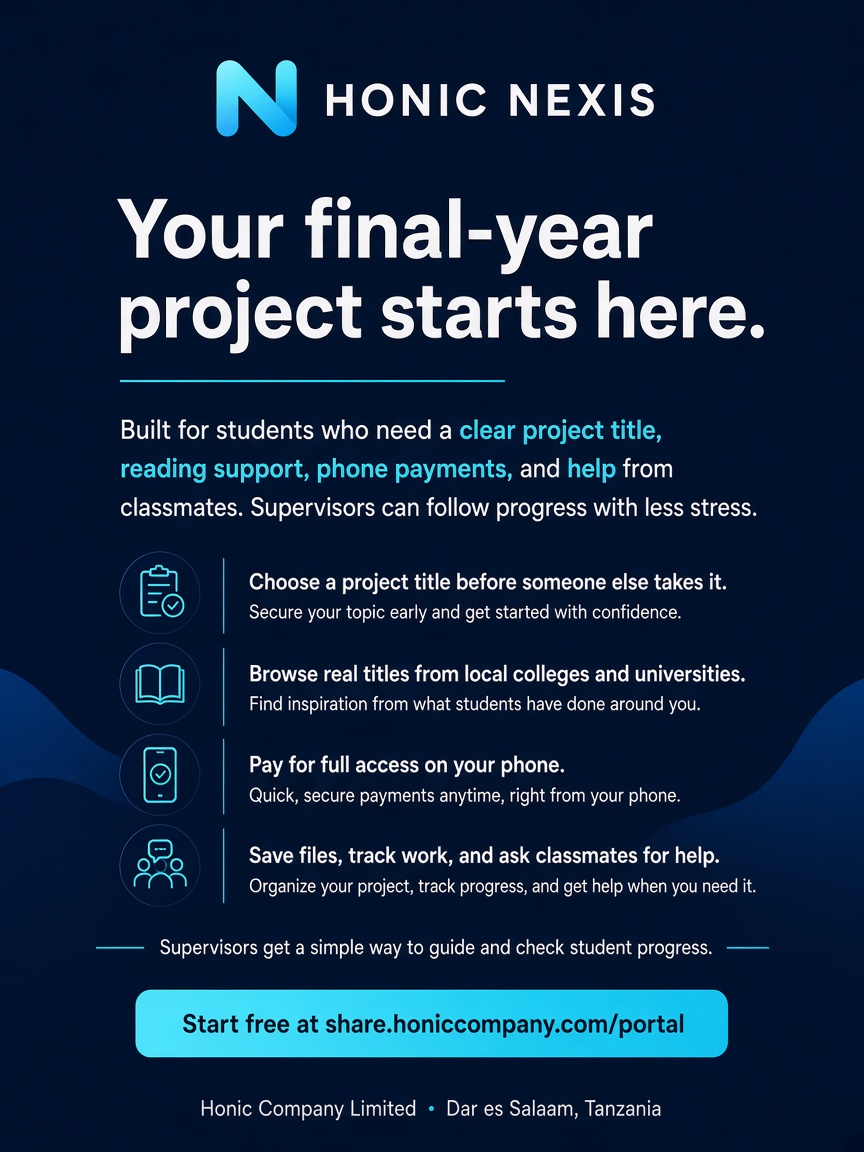 HONIC NEXIS
Your final-year
project starts here.
Built for students who need a clear project title,
reading support, phone payments, and help from
classmates. Supervisors can follow progress with less stress.
Choose a project title before someone else takes it.
Secure your topic early and get started with confidence.
Browse real titles from local colleges and universities.
Find inspiration from what students have done around you.
Pay for full access on your phone.
Quick, secure payments anytime, right from your phone.
Save files, track work, and ask classmates for help.
Organize your project, track progress, and get help when you need it.
Supervisors get a simple way to guide and check student progress.
Start free at share.honiccompany.com/portal
Honic Company Limited • Dar es Salaam, Tanzania